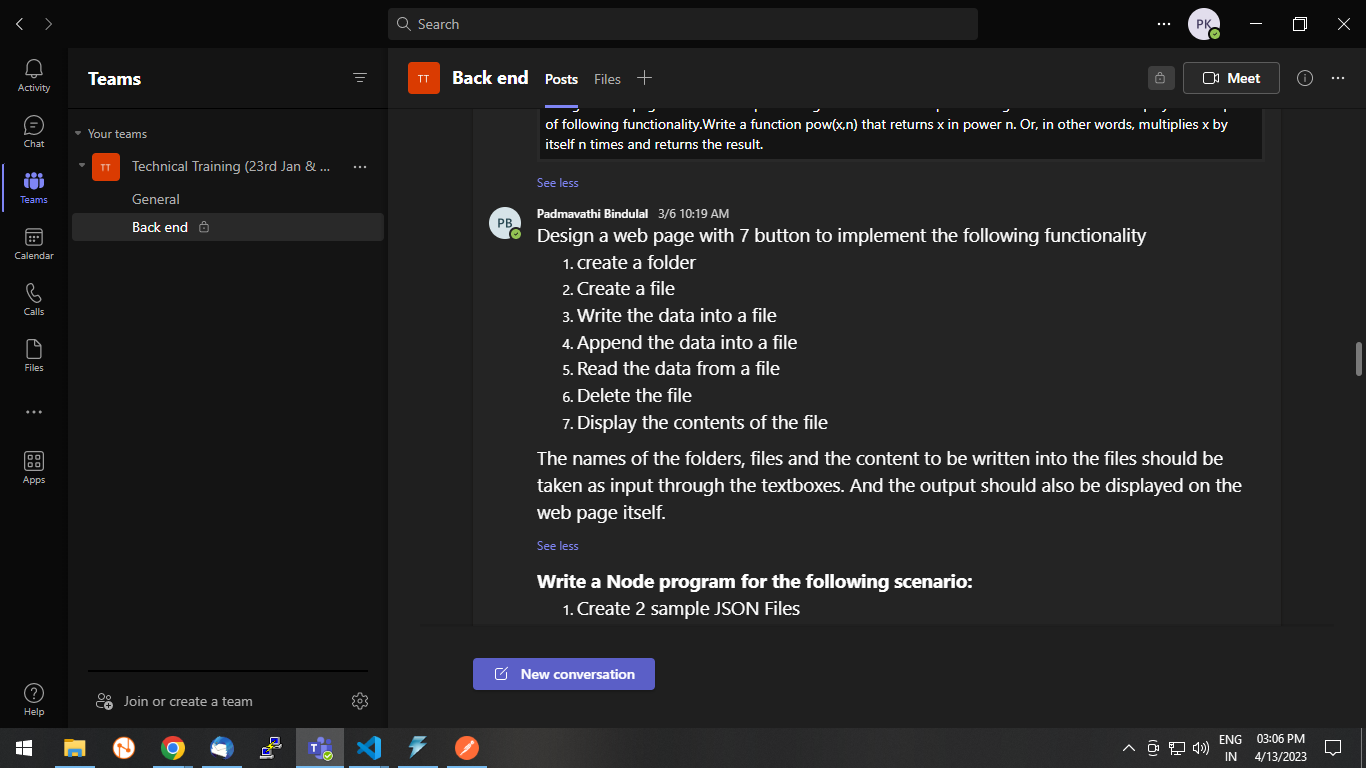 Search
PK
Activity
Chat
Teams
Calendar
Calls
Files
Apps
Help
Teams
Your teams
TT
Technical Training (23rd Jan & ...
General
Back end
Join or create a team
TT
Back end
Posts
Files
Meet
of following functionality.Write a function pow(x,n) that returns x in power n. Or, in other words, multiplies x by
itself n times and returns the result.
See less
PB
Padmavathi Bindulal 3/6 10:19 AM
Design a web page with 7 button to implement the following functionality
1. create a folder
2. Create a file
3. Write the data into a file
4. Append the data into a file
5. Read the data from a file
6. Delete the file
7. Display the contents of the file
The names of the folders, files and the content to be written into the files should be
taken as input through the textboxes. And the output should also be displayed on the
web page itself.
See less
Write a Node program for the following scenario:
1. Create 2 sample JSON Files
New conversation
ENG
IN
03:06 PM
4/13/2023